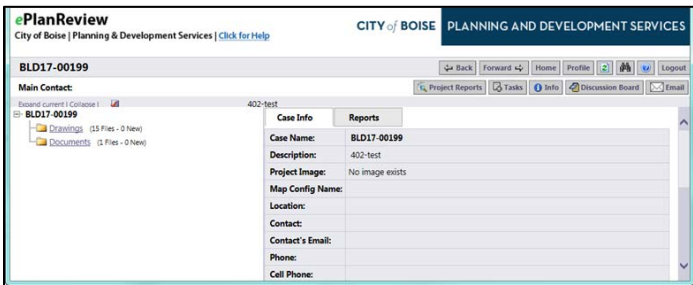 ePlanReview
City of Boise | Planning & Development Services | Click for Help
CITY of BOISE
PLANNING AND DEVELOPMENT SERVICES
BLD17-00199
Back Forward Home Profile Logout
Main Contact:
Project Reports Tasks Info Discussion Board Email
Expand current | Collapse |
402-test
BLD17-00199
Drawings (15 Files - 0 New)
Documents (1 Files - 0 New)
Case Info Reports
Case Name: BLD17-00199
Description: 402-test
Project Image: No image exists
Map Config Name:
Location:
Contact:
Contact's Email:
Phone:
Cell Phone: